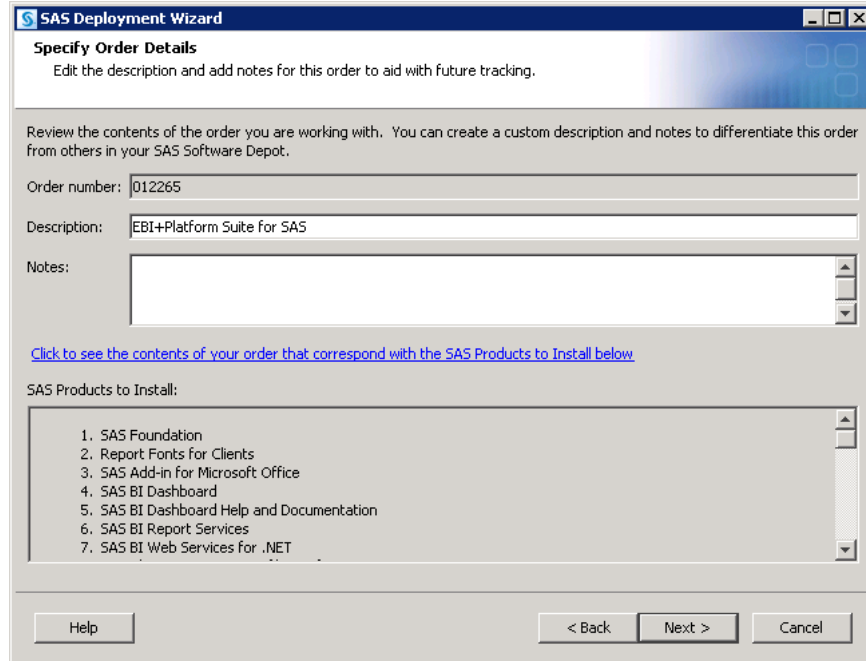 SAS Deployment Wizard
Specify Order Details
Edit the description and add notes for this order to aid with future tracking.
Review the contents of the order you are working with. You can create a custom description and notes to differentiate this order
from others in your SAS Software Depot.
Order number: 012265
Description: EBI+Platform Suite for SAS
Notes:
Click to see the contents of your order that correspond with the SAS Products to Install below
SAS Products to Install:
1. SAS Foundation
2. Report Fonts for Clients
3. SAS Add-in for Microsoft Office
4. SAS BI Dashboard
5. SAS BI Dashboard Help and Documentation
6. SAS BI Report Services
7. SAS BI Web Services for .NET
Help < Back Next > Cancel